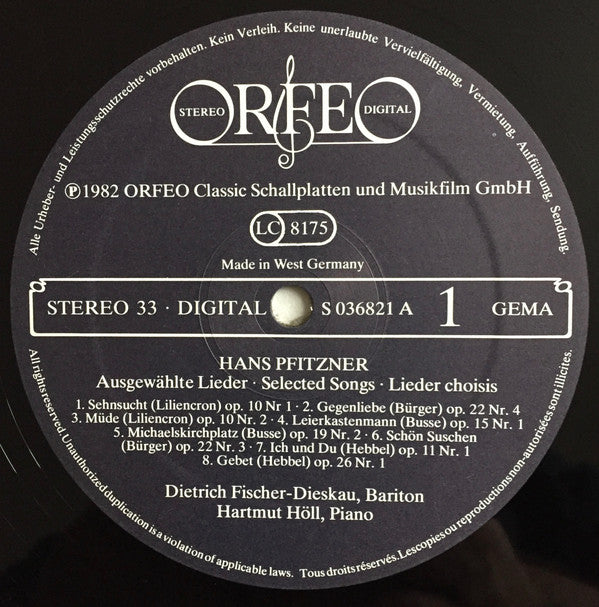 Alle Urheber- und Leistungsschutzrechte vorbehalten. Kein Verleih. Keine unerlaubte Vervielfältigung, Vermietung, Aufführung, Sendung.
STEREO ORFEO DIGITAL
Ⓟ1982 ORFEO Classic Schallplatten und Musikfilm GmbH
LC 8175
Made in West Germany
STEREO 33 · DIGITAL S 036821 A 1 GEMA
HANS PFITZNER
Ausgewählte Lieder · Selected Songs · Lieder choisis
1. Sehnsucht (Liliencron) op. 10 Nr 1 · 2. Gegenliebe (Bürger) op. 22 Nr. 4
3. Müde (Liliencron) op. 10 Nr. 2 · 4. Leierkastenmann (Busse) op. 15 Nr. 1
5. Michaelskirchplatz (Busse) op. 19 Nr. 2 · 6. Schön Suschen
(Bürger) op. 22 Nr. 3 · 7. Ich und Du (Hebbel) op. 11 Nr. 1
8. Gebet (Hebbel) op. 26 Nr. 1
Dietrich Fischer-Dieskau, Bariton
Hartmut Höll, Piano
All rights reserved. Unauthorized duplication is a violation of applicable laws. Tous droits réservés. Les copies ou reproductions non-autorisées sont illicites.